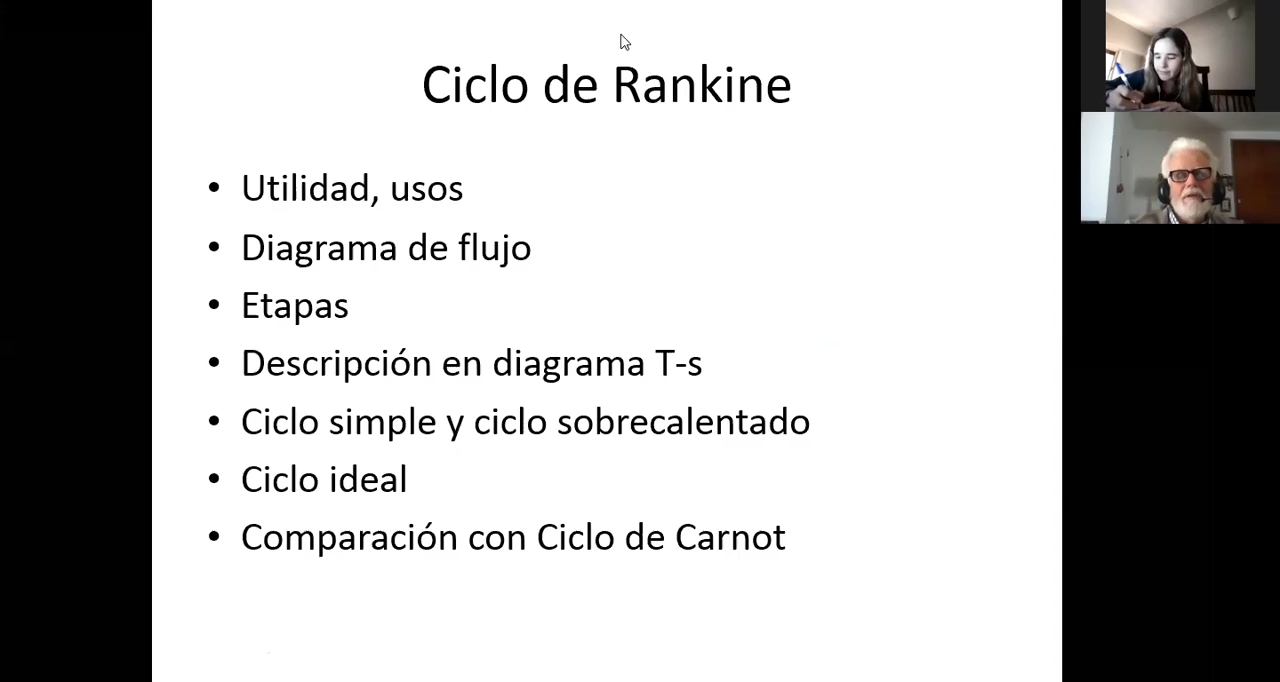 Ciclo de Rankine
• Utilidad, usos
• Diagrama de flujo
• Etapas
• Descripción en diagrama T-s
• Ciclo simple y ciclo sobrecalentado
• Ciclo ideal
• Comparación con Ciclo de Carnot